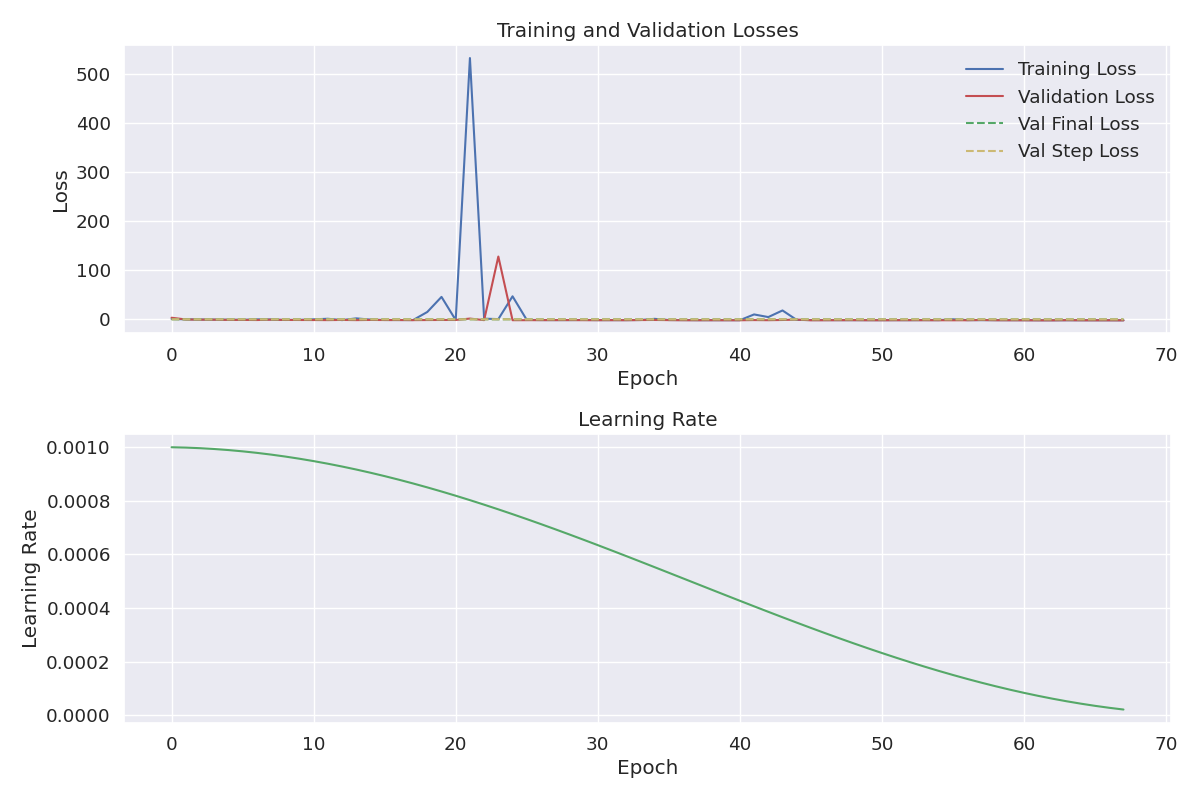 Training and Validation Losses
Training Loss
Validation Loss
Val Final Loss
Val Step Loss
Loss
500
400
300
200
100
0
0 10 20 30 40 50 60 70
Epoch
Learning Rate
Learning Rate
0.0010
0.0008
0.0006
0.0004
0.0002
0.0000
0 10 20 30 40 50 60 70
Epoch